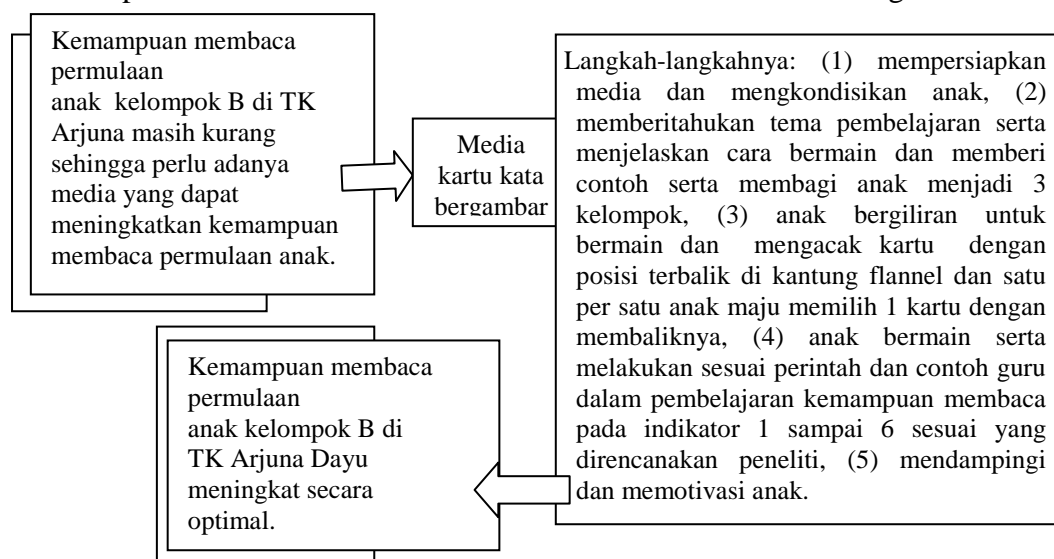 Kemampuan membaca
permulaan
anak kelompok B di TK
Arjuna masih kurang
sehingga perlu adanya
media yang dapat
meningkatkan kemampuan
membaca permulaan anak.
Media
kartu kata
bergambar
Langkah-langkahnya: (1) mempersiapkan
media dan mengkondisikan anak, (2)
memberitahukan tema pembelajaran serta
menjelaskan cara bermain dan memberi
contoh serta membagi anak menjadi 3
kelompok, (3) anak bergiliran untuk
bermain dan mengacak kartu dengan
posisi terbalik di kantung flannel dan satu
per satu anak maju memilih 1 kartu dengan
membaliknya, (4) anak bermain serta
melakukan sesuai perintah dan contoh guru
dalam pembelajaran kemampuan membaca
pada indikator 1 sampai 6 sesuai yang
direncanakan peneliti, (5) mendampingi
dan memotivasi anak.
Kemampuan membaca
permulaan
anak kelompok B di
TK Arjuna Dayu
meningkat secara
optimal.